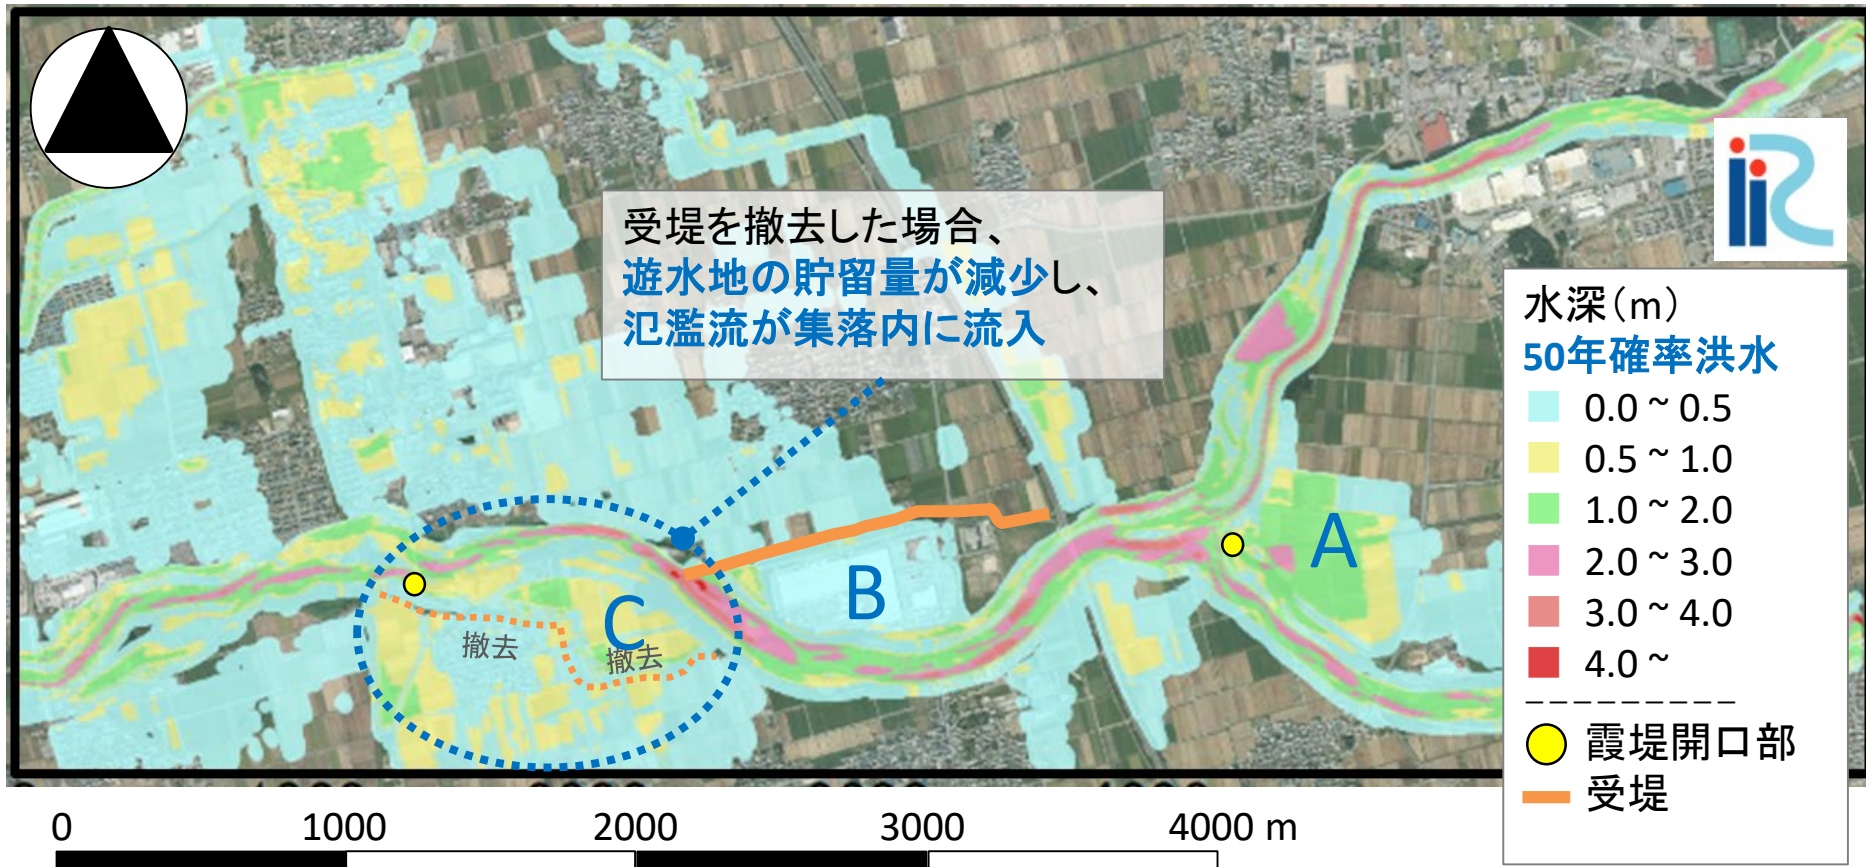 受堤を撤去した場合、
遊水地の貯留量が減少し、
氾濫流が集落内に流入
水深(m)
50年確率洪水
0.0 ~ 0.5
0.5 ~ 1.0
1.0 ~ 2.0
2.0 ~ 3.0
3.0 ~ 4.0
4.0 ~
霞堤開口部
受堤
A
B
C
撤去
撤去
0 1000 2000 3000 4000 m